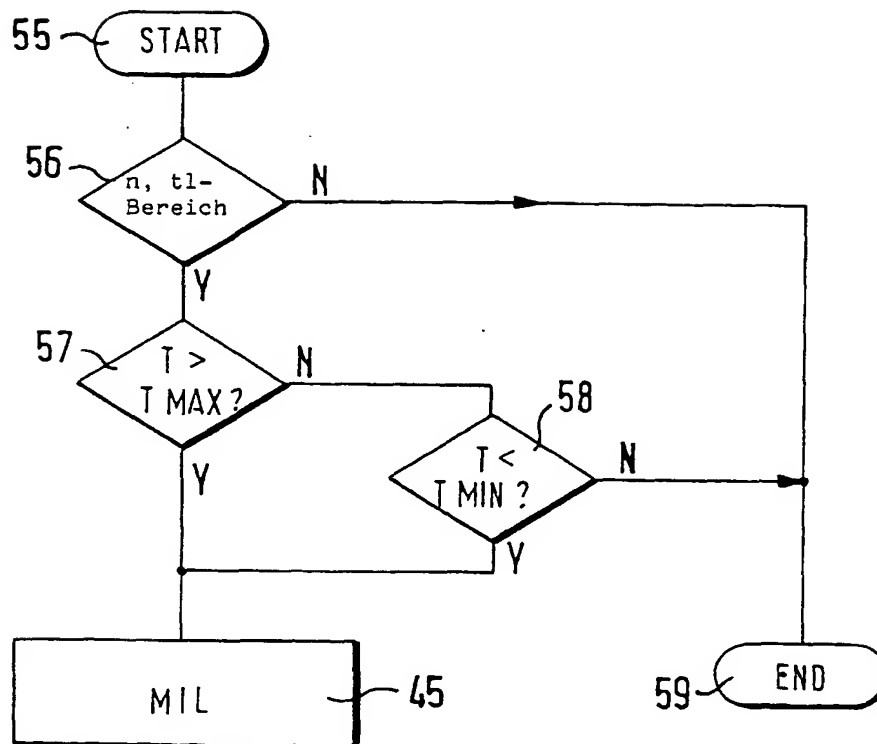 55 START
56 n, tl-
Bereich
N
Y
57 T >
T MAX?
N
58
T <
T MIN?
N
Y
Y
MIL 45
59 END